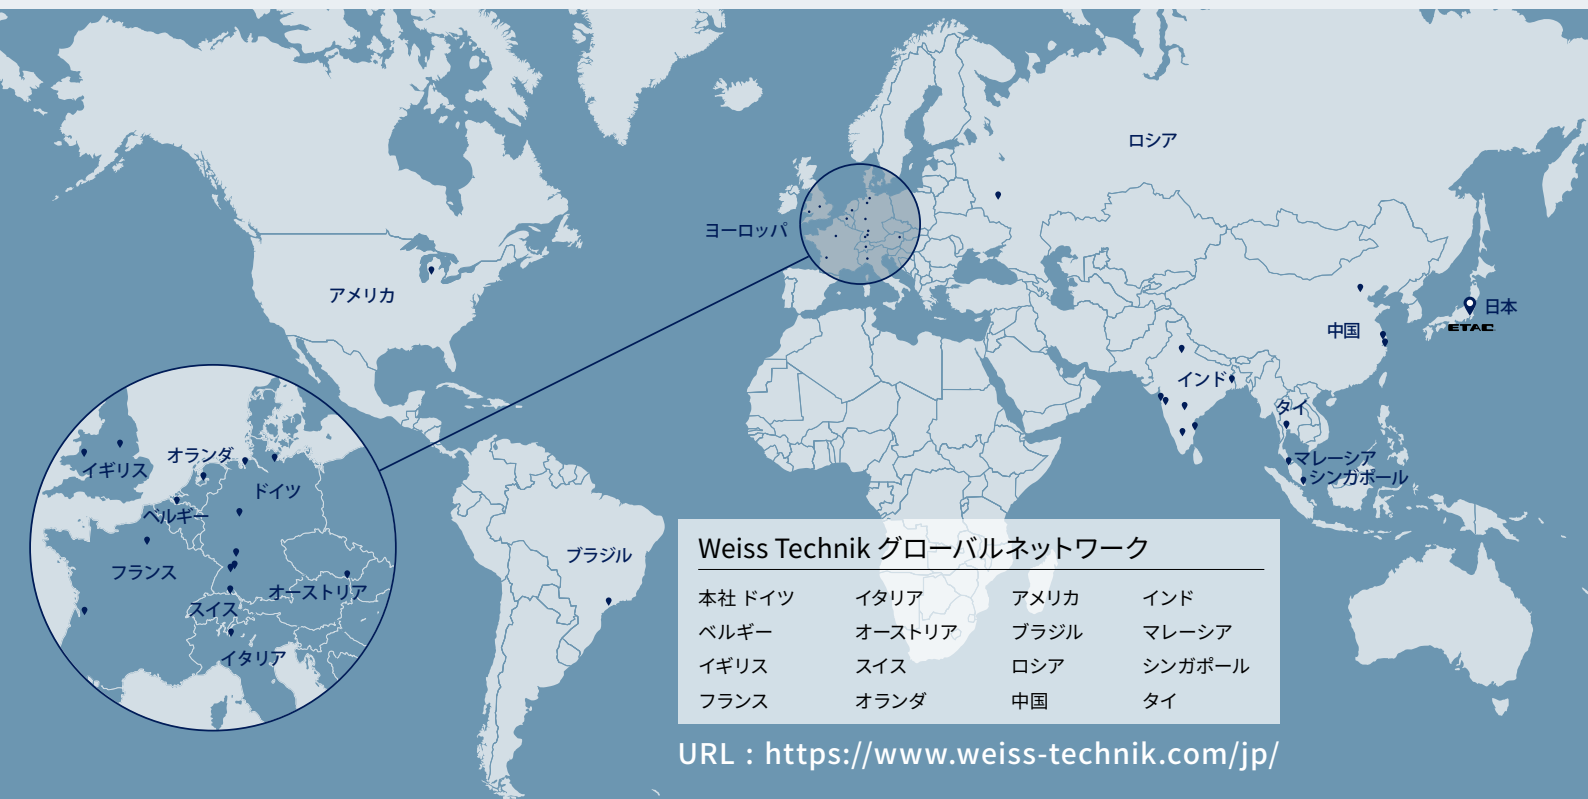 ロシア
ヨーロッパ
アメリカ
日本
ETAC
中国
インド
タイ
マレーシア
シンガポール
オランダ
イギリス
ドイツ
ベルギー
フランス
オーストリア
スイス
イタリア
ブラジル
Weiss Technik グローバルネットワーク
本社 ドイツ イタリア アメリカ インド
ベルギー オーストリア ブラジル マレーシア
イギリス スイス ロシア シンガポール
フランス オランダ 中国 タイ
URL : https://www.weiss-technik.com/jp/